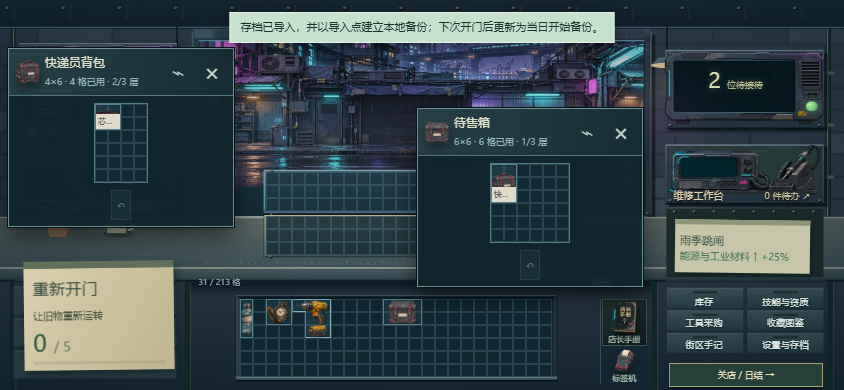 存档已导入，并以导入点建立本地备份；下次开门后更新为当日开始备份。
快递员背包
4×6 · 4 格已用 · 2/3 层
芯...
待售箱
6×6 · 6 格已用 · 1/3 层
快...
2 位待接待
维修工作台
0 件待办 ↗
雨季跳闸
能源与工业材料↑+25%
31 / 213 格
重新开门
让旧物重新运转
0 / 5
店长手册
标签机
库存
技能与资质
工具采购
收藏图鉴
街区手记
设置与存档
关店 / 日结 →